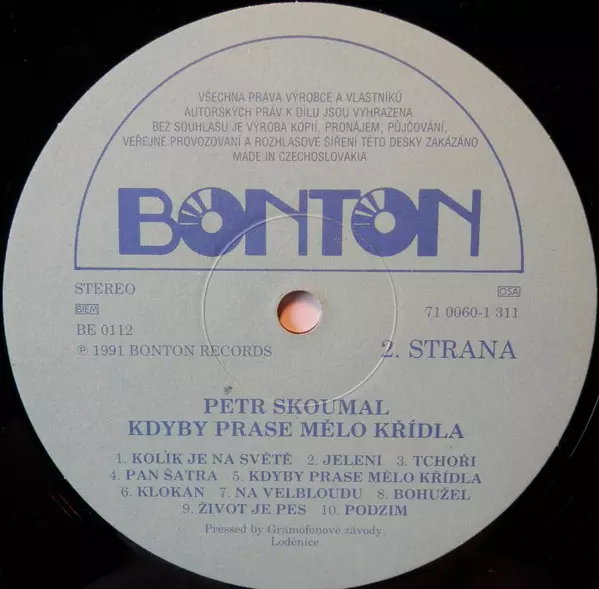 VŠECHNA PRÁVA VÝROBCE A VLASTNÍKŮ
AUTORSKÝCH PRÁV K DÍLU JSOU VYHRAZENA.
BEZ SOUHLASU JE VÝROBA KOPIÍ, PRONÁJEM, PŮJČOVÁNÍ,
VEŘEJNÉ PROVOZOVÁNÍ A ROZHLASOVÉ ŠÍŘENÍ TÉTO DESKY ZAKÁZÁNO
MADE IN CZECHOSLOVAKIA
BONTON
STEREO OSA
BIEM 71 0060-1 311
BE 0112
℗ 1991 BONTON RECORDS 2. STRANA
PETR SKOUMAL
KDYBY PRASE MĚLO KŘÍDLA
1. KOLIK JE NA SVĚTĚ 2. JELENI 3. TCHOŘI
4. PAN ŠATRA 5. KDYBY PRASE MĚLO KŘÍDLA
6. KLOKAN 7. NA VELBLOUDU 8. BOHUŽEL
9. ŽIVOT JE PES 10. PODZIM
Pressed by Gramofonové závody,
Loděnice